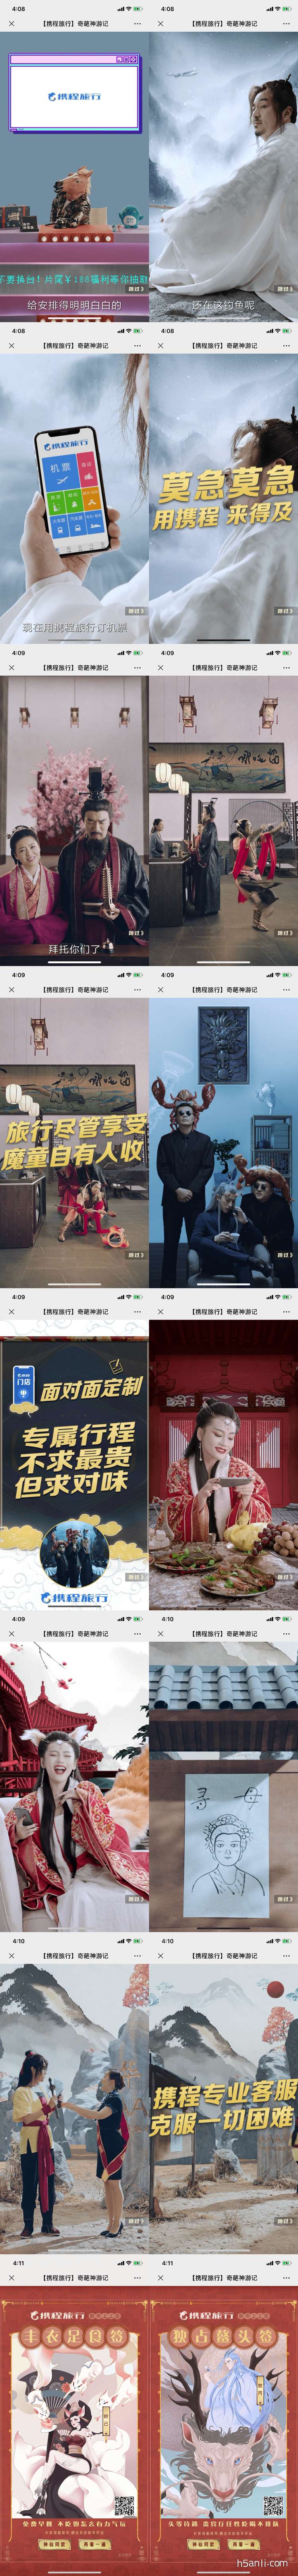 4:08
【携程旅行】奇葩神游记
携程旅行
不要换台！片尾￥188福利等你抽取
跳过
给安排得明明白白的
4:08
【携程旅行】奇葩神游记
跳过
还在这钓鱼呢
4:08
【携程旅行】奇葩神游记
携程旅行
机票
跳过
现在用携程旅行订机票
4:08
【携程旅行】奇葩神游记
莫急莫急
用携程 来得及
跳过
4:09
【携程旅行】奇葩神游记
跳过
拜托你们了
4:09
【携程旅行】奇葩神游记
跳过
4:09
【携程旅行】奇葩神游记
旅行尽管享受
魔童自有人收
跳过
4:09
【携程旅行】奇葩神游记
跳过
4:09
【携程旅行】奇葩神游记
门店
面对面定制
专属行程
不求最贵
但求对味
跳过
携程旅行
4:09
【携程旅行】奇葩神游记
跳过
4:09
【携程旅行】奇葩神游记
跳过
4:10
【携程旅行】奇葩神游记
寻母
跳过
4:10
【携程旅行】奇葩神游记
跳过
4:10
【携程旅行】奇葩神游记
携程专业客服
克服一切困难
跳过
4:11
【携程旅行】奇葩神游记
携程旅行
丰衣足食签
4:11
【携程旅行】奇葩神游记
携程旅行
独占鳌头签
再看一遍
再看一遍
h5anli.com